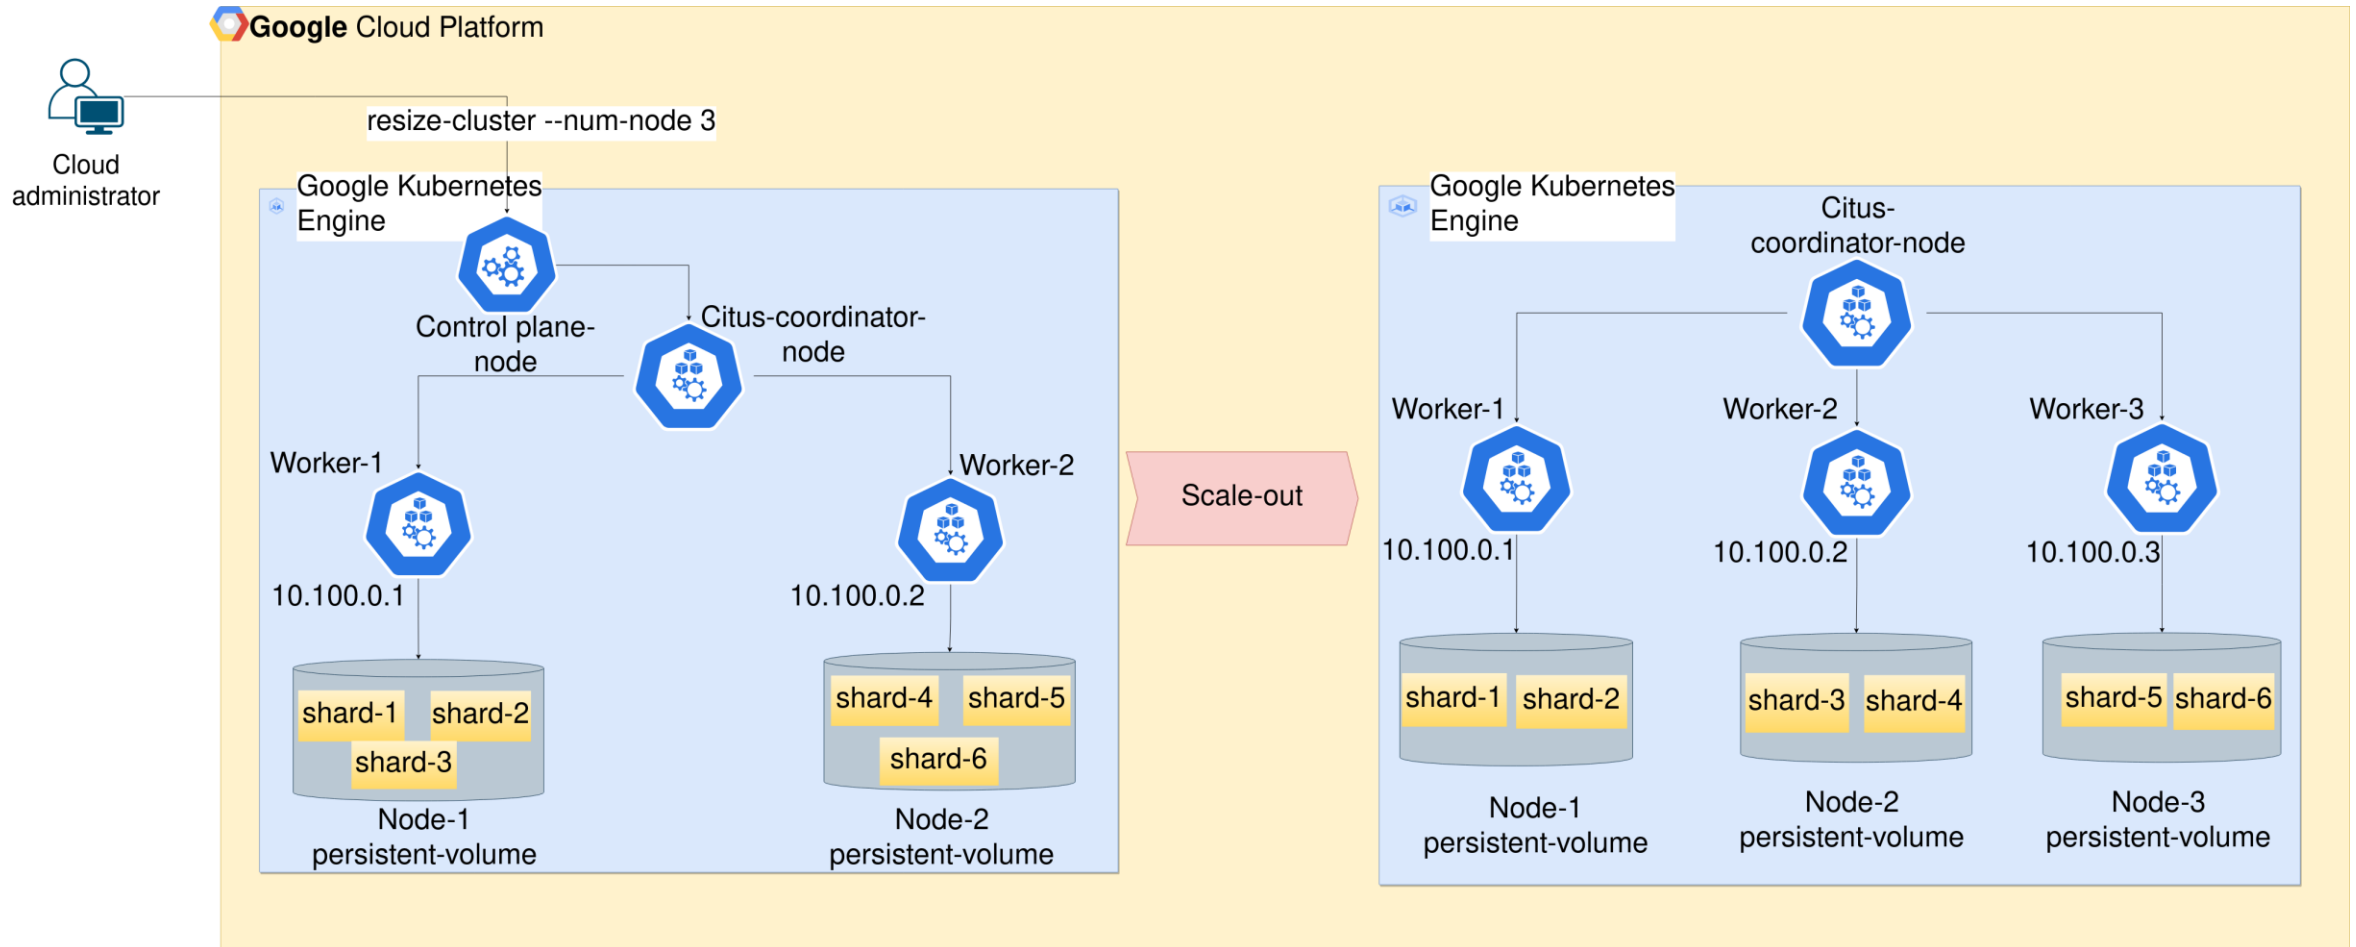 Google Cloud Platform
Cloud
administrator
resize-cluster --num-node 3
Google Kubernetes
Engine
Control plane-
node
Citus-coordinator-
node
Worker-1
Worker-2
10.100.0.1
10.100.0.2
shard-1
shard-2
shard-3
shard-4
shard-5
shard-6
Node-1
persistent-volume
Node-2
persistent-volume
Scale-out
Google Kubernetes
Engine
Citus-
coordinator-node
Worker-1
Worker-2
Worker-3
10.100.0.1
10.100.0.2
10.100.0.3
shard-1
shard-2
shard-3
shard-4
shard-5
shard-6
Node-1
persistent-volume
Node-2
persistent-volume
Node-3
persistent-volume